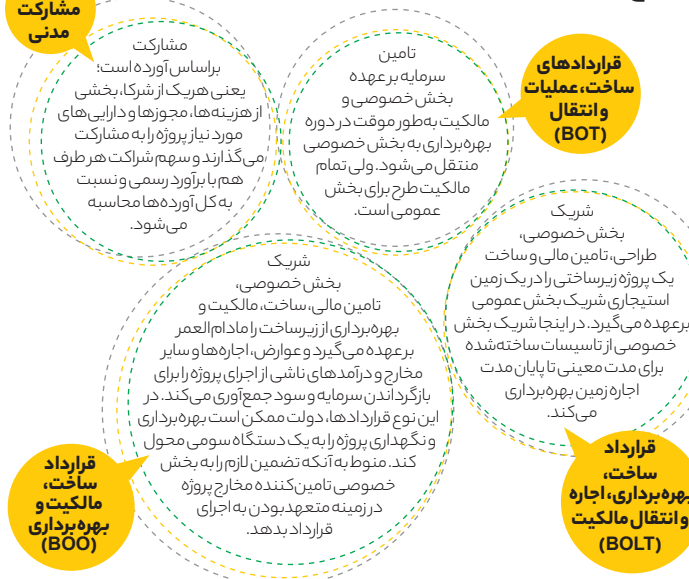 مشارکت
مدنی
مشارکت
براساس آورده است؛
یعنی هریک از شرکا، بخشی
از هزینه‌ها، مجوزها و دارایی‌های
مورد نیاز پروژه را به مشارکت
می‌گذارند و سهم شراکت هر طرف
هم با برآورد رسمی و نسبت
به کل آورده‌ها محاسبه
می‌شود.
قراردادهای
ساخت، عملیات
و انتقال
(BOT)
تامین
سرمایه بر عهده
بخش خصوصی و
مالکیت به‌طور موقت در دوره
بهره‌برداری به بخش خصوصی
منتقل می‌شود. ولی تمام
مالکیت طرح برای بخش
عمومی است.
شریک
بخش خصوصی،
طراحی، تامین مالی و ساخت
یک پروژه زیرساختی را در یک زمین
استیجاری شریک بخش عمومی
برعهده می‌گیرد. در اینجا شریک بخش
خصوصی از تاسیسات ساخته‌شده
برای مدت معینی تا پایان مدت
اجاره زمین بهره‌برداری
می‌کند.
قرارداد
ساخت،
بهره‌برداری، اجاره
و انتقال مالکیت
(BOLT)
شریک
بخش خصوصی،
تامین مالی، ساخت، مالکیت و
بهره‌برداری از زیرساخت را مادام‌العمر
بر عهده می‌گیرد و عوارض، اجاره‌ها و سایر
مخارج و درآمدهای ناشی از اجرای پروژه را برای
بازگرداندن سرمایه و سود جمع‌آوری می‌کند. در
این نوع قراردادها، دولت ممکن است بهره‌برداری
و نگهداری پروژه را به یک دستگاه سومی محول
کند. منوط به آنکه تضمین لازم را به بخش
خصوصی تامین‌کننده مخارج پروژه
در زمینه متعهد بودن به اجرای
قرارداد بدهد.
قرارداد
ساخت،
مالکیت و
بهره‌برداری
(BOO)